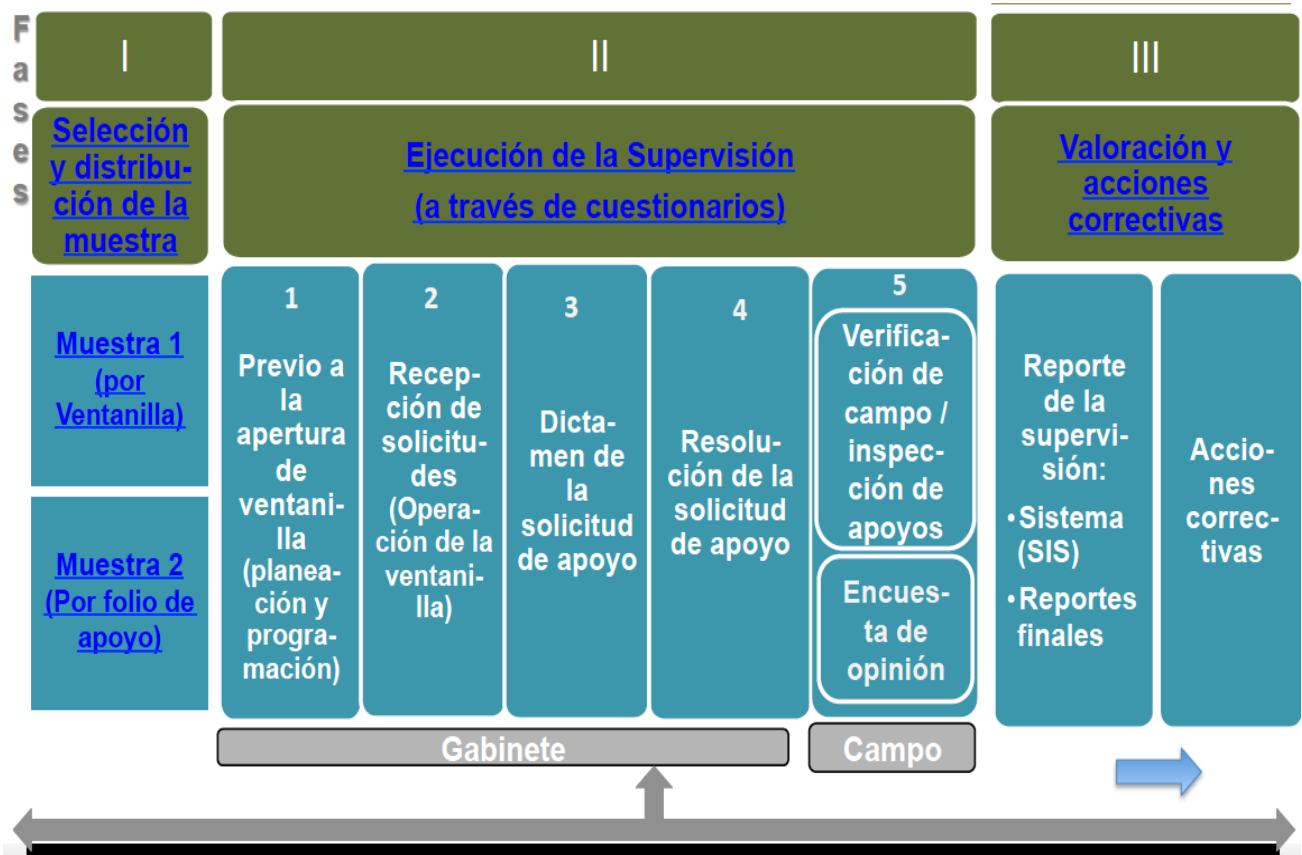 Fases
I
II
III
Selección
y distribu-
ción de la
muestra
Ejecución de la Supervisión
(a través de cuestionarios)
Valoración y
acciones
correctivas
Muestra 1
(por
Ventanilla)
Muestra 2
(Por folio de
apoyo)
1
Previo a
la
apertura
de
ventani-
lla
(planea-
ción y
progra-
mación)
2
Recep-
ción de
solicitu-
des
(Opera-
ción de la
ventani-
lla)
3
Dicta-
men de
la
solicitud
de apoyo
4
Resolu-
ción de la
solicitud
de apoyo
5
Verifica-
ción de
campo /
inspec-
ción de
apoyos
Encues-
ta de
opinión
Reporte
de la
supervi-
sión:
•Sistema
(SIS)
•Reportes
finales
Accio-
nes
correc-
tivas
Gabinete
Campo